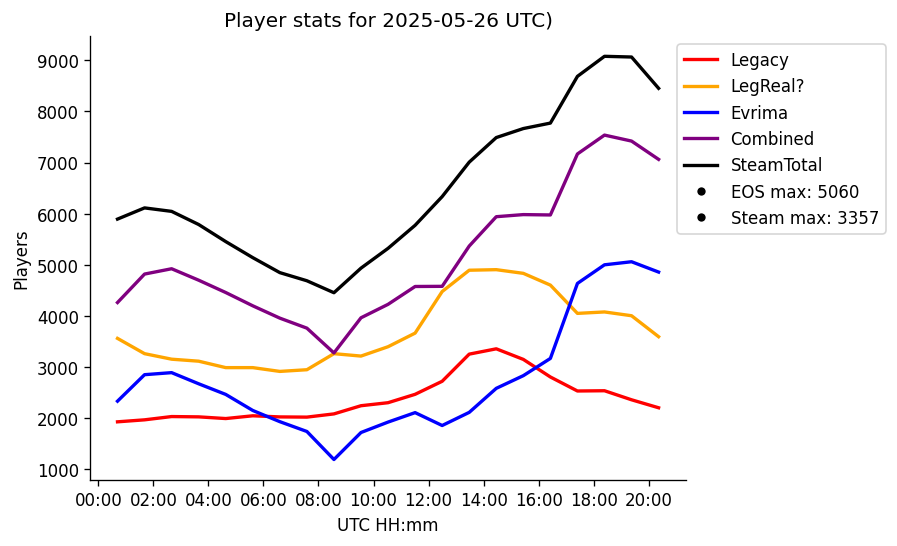 Player stats for 2025-05-26 UTC)
9000
8000
7000
6000
5000
4000
3000
2000
1000
Players
00:00 02:00 04:00 06:00 08:00 10:00 12:00 14:00 16:00 18:00 20:00
UTC HH:mm
Legacy
LegReal?
Evrima
Combined
SteamTotal
EOS max: 5060
Steam max: 3357